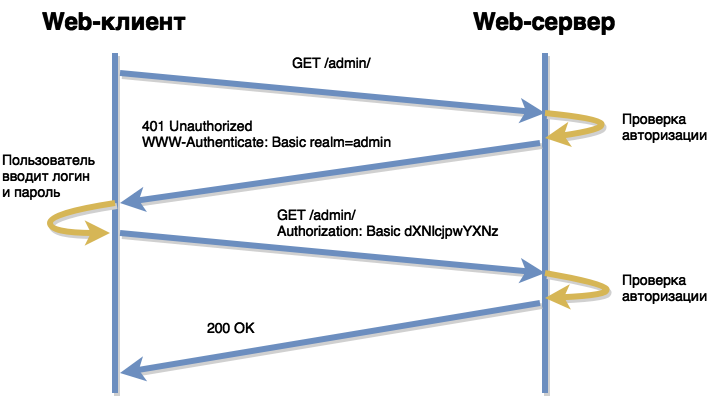 Web-клиент
Web-сервер
GET /admin/
401 Unauthorized
WWW-Authenticate: Basic realm=admin
Проверка
авторизации
Пользователь
вводит логин
и пароль
GET /admin/
Authorization: Basic dXNlcjpwYXNz
Проверка
авторизации
200 OK